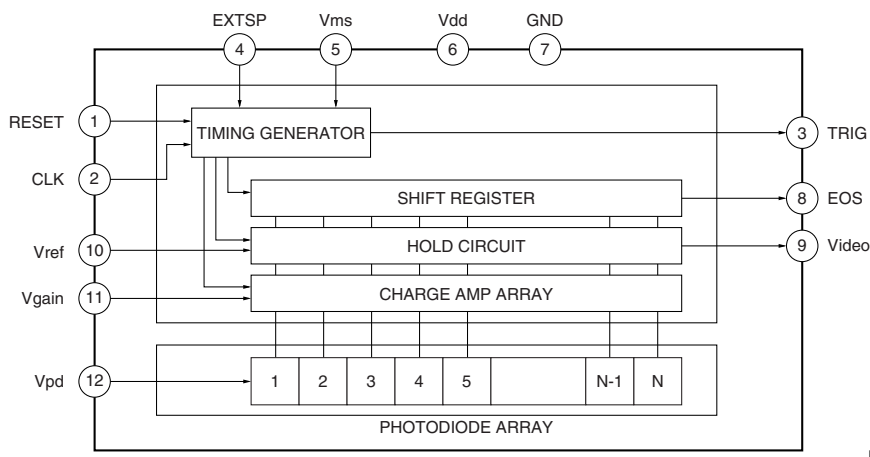 EXTSP Vms Vdd GND
4 5 6 7
RESET 1 TIMING GENERATOR 3 TRIG
CLK 2
SHIFT REGISTER 8 EOS
Vref 10 HOLD CIRCUIT 9 Video
Vgain 11 CHARGE AMP ARRAY
Vpd 12 1 2 3 4 5 N-1 N
PHOTODIODE ARRAY